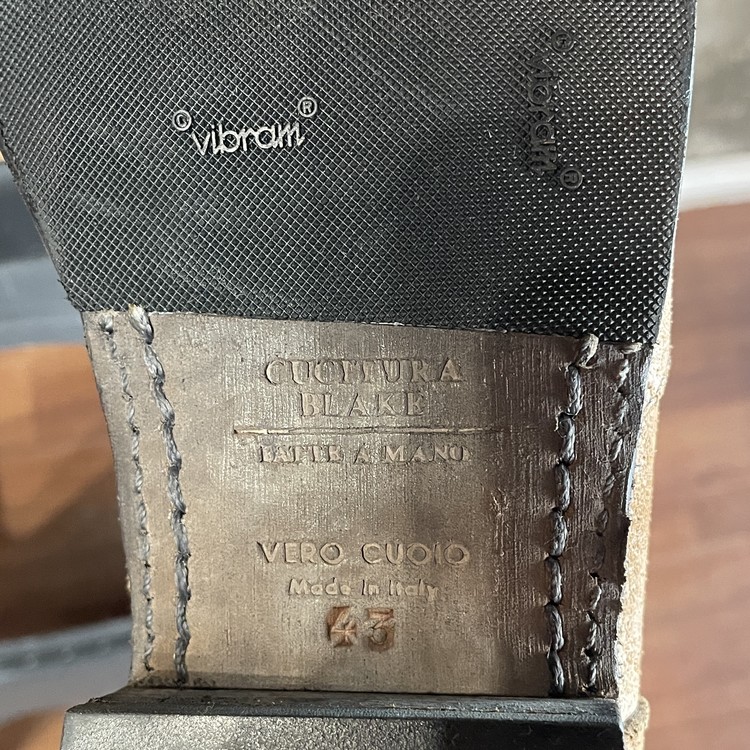 ©vibram®
©vibram®
CUCITURA
BLAKE
FATTE A MANO
VERO CUOIO
Made in Italy
43